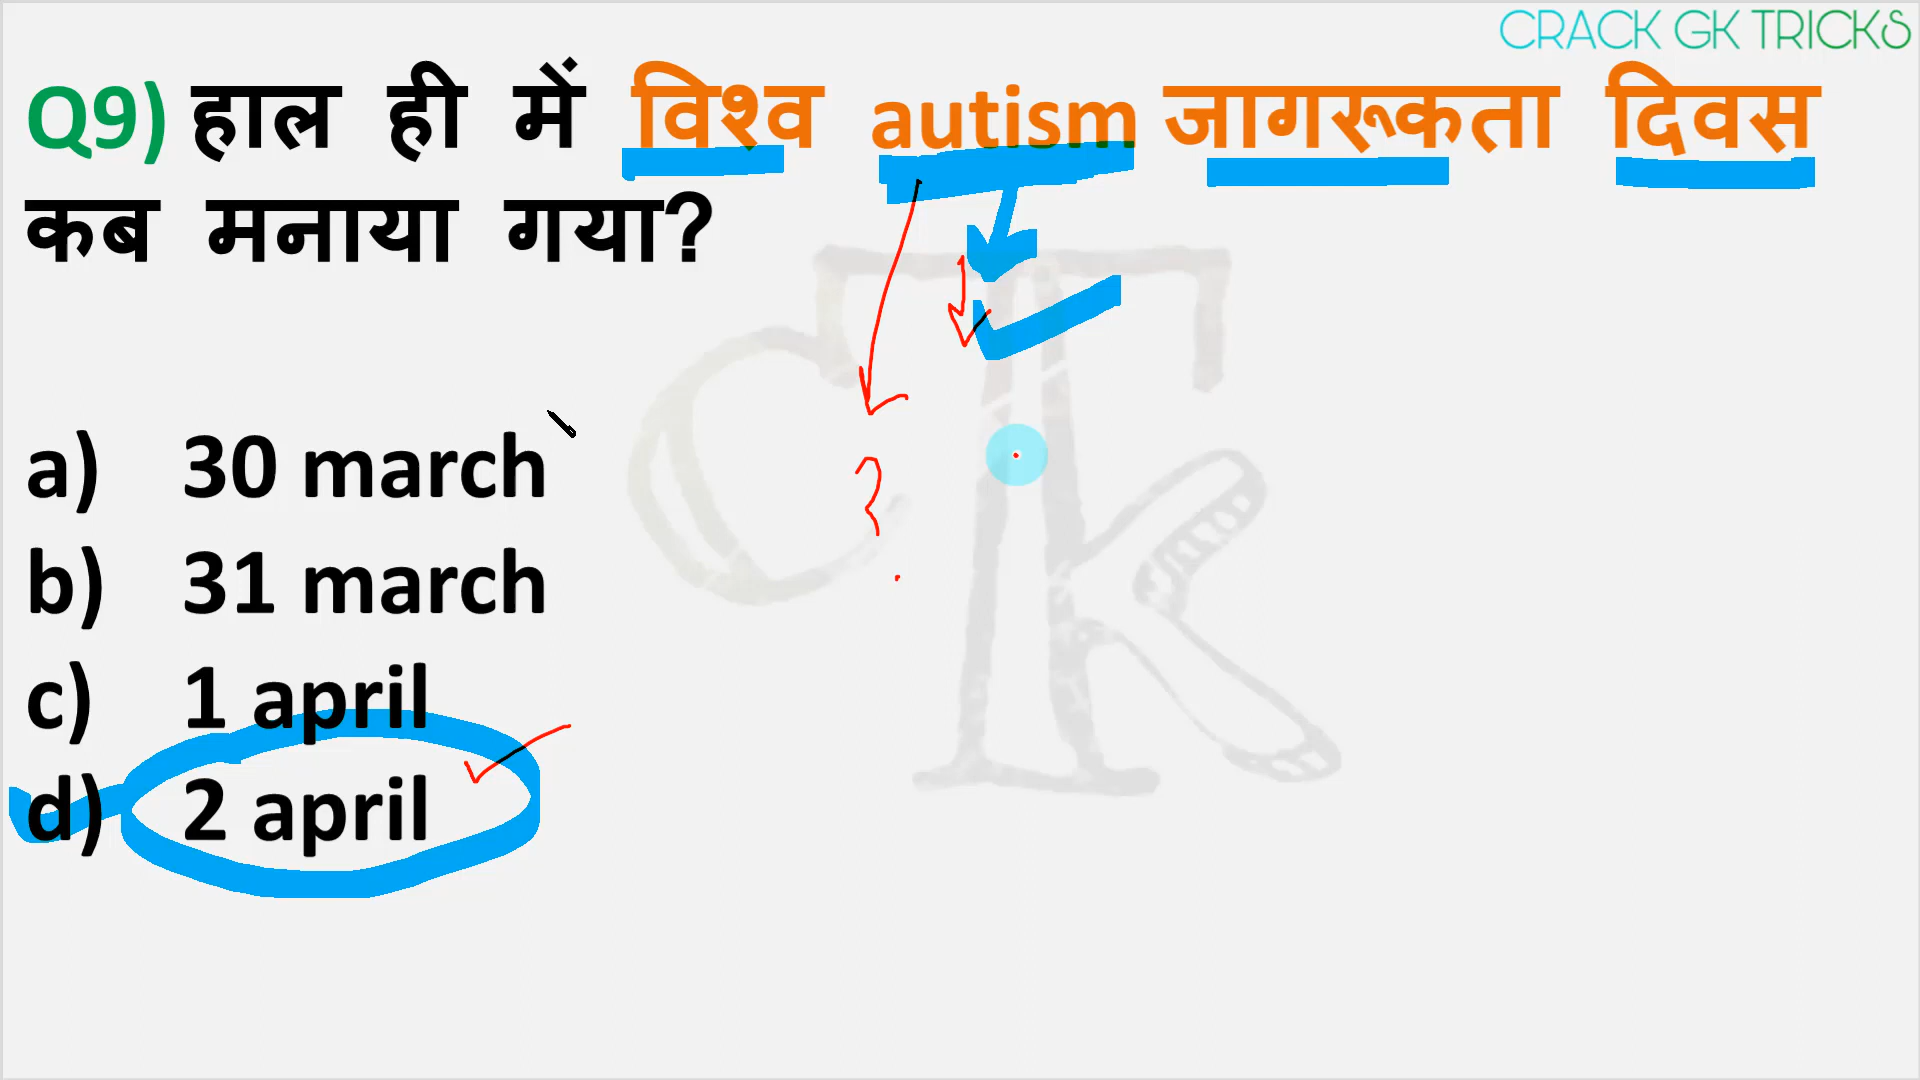 CRACK GK TRICKS
Q9) हाल ही में विश्व autism जागरूकता दिवस
कब मनाया गया?
a) 30 march
b) 31 march
c) 1 april
d) 2 april